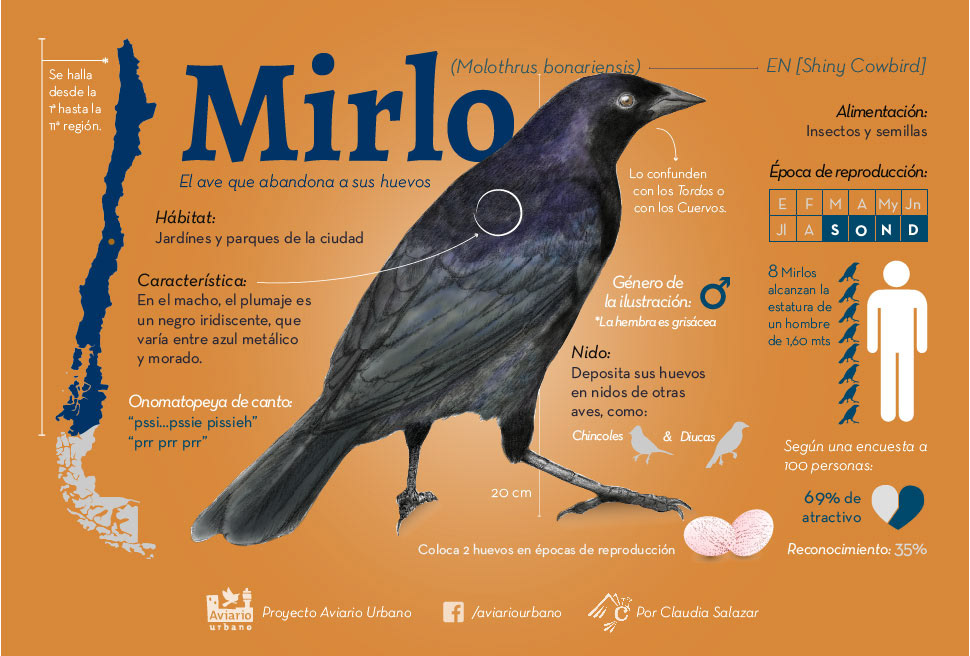 Se halla
desde la
1ª hasta la
11ª región.
Mirlo
(Molothrus bonariensis)
EN [Shiny Cowbird]
El ave que abandona a sus huevos
Hábitat:
Jardínes y parques de la ciudad
Característica:
En el macho, el plumaje es
un negro iridiscente, que
varía entre azul metálico
y morado.
Onomatopeya de canto:
“pssi...pssie pissieh”
“prr prr prr”
Lo confunden
con los Tordos o
con los Cuervos.
Género de
la ilustración:
*La hembra es grisácea
Nido:
Deposita sus huevos
en nidos de otras
aves, como:
Chincoles & Diucas
20 cm
Coloca 2 huevos en épocas de reproducción
Alimentación:
Insectos y semillas
Época de reproducción:
E F M A My Jn
Jl A S O N D
8 Mirlos
alcanzan la
estatura de
un hombre
de 1,60 mts
Según una encuesta a
100 personas:
69% de
atractivo
Reconocimiento: 35%
Aviario
urbano
Proyecto Aviario Urbano
f /aviariourbano
Por Claudia Salazar